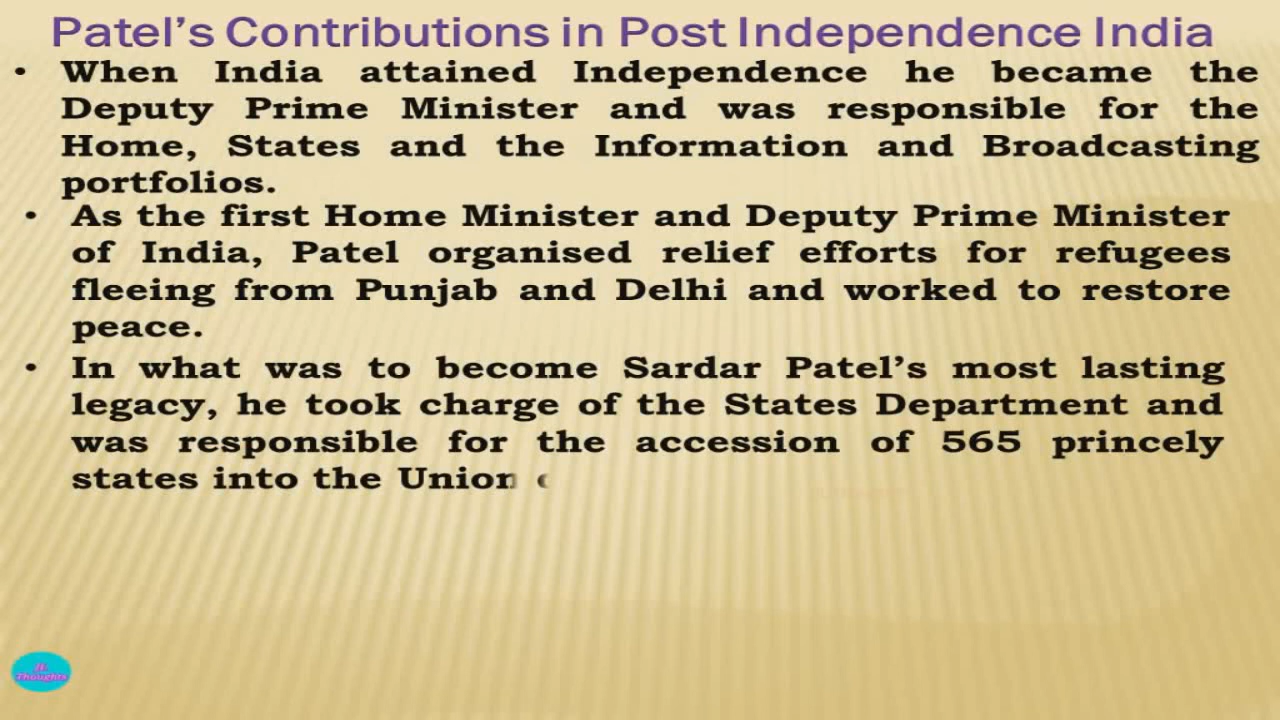 Patel's Contributions in Post Independence India
• When India attained Independence he became the
Deputy Prime Minister and was responsible for the
Home, States and the Information and Broadcasting
portfolios.
• As the first Home Minister and Deputy Prime Minister
of India, Patel organised relief efforts for refugees
fleeing from Punjab and Delhi and worked to restore
peace.
• In what was to become Sardar Patel's most lasting
legacy, he took charge of the States Department and
was responsible for the accession of 565 princely
states into the Union
Thoughts